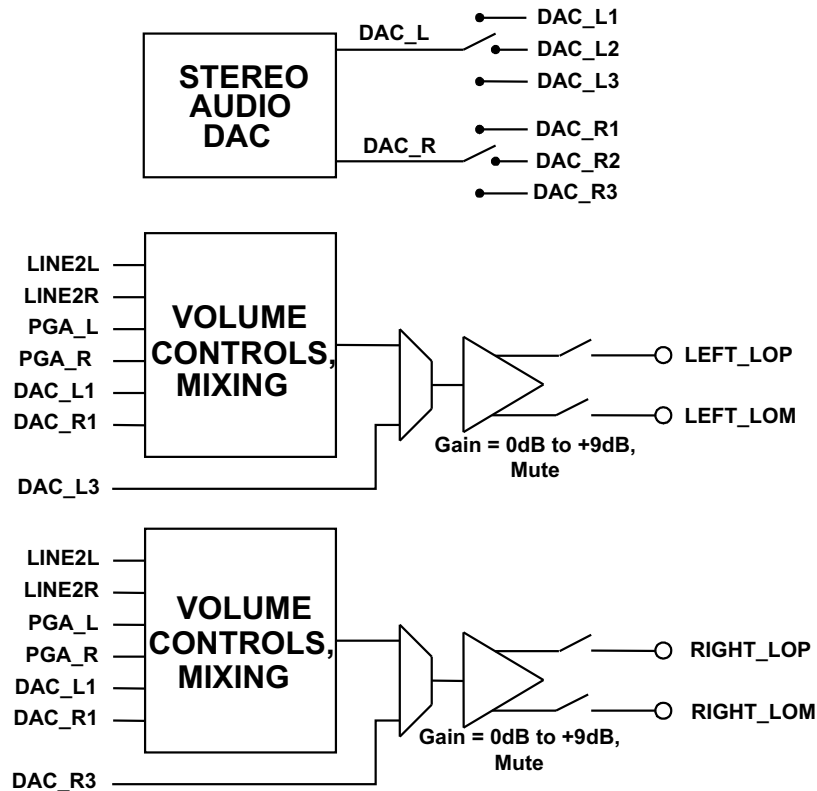 DAC_L1
DAC_L
DAC_L2
STEREO
AUDIO
DAC
DAC_L3
DAC_R1
DAC_R
DAC_R2
DAC_R3
LINE2L
LINE2R
PGA_L
PGA_R
DAC_L1
DAC_R1
VOLUME
CONTROLS,
MIXING
LEFT_LOP
LEFT_LOM
Gain = 0dB to +9dB,
Mute
DAC_L3
LINE2L
LINE2R
PGA_L
PGA_R
DAC_L1
DAC_R1
VOLUME
CONTROLS,
MIXING
RIGHT_LOP
RIGHT_LOM
Gain = 0dB to +9dB,
Mute
DAC_R3